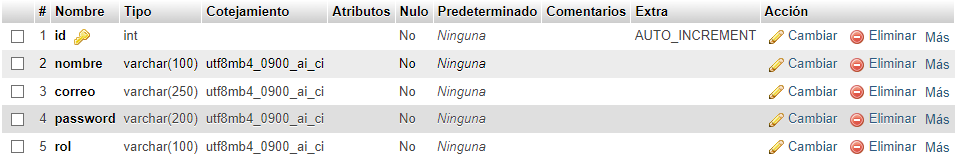 # Nombre Tipo Cotejamiento Atributos Nulo Predeterminado Comentarios Extra Acción
1 id int No Ninguna AUTO_INCREMENT Cambiar Eliminar Más
2 nombre varchar(100) utf8mb4_0900_ai_ci No Ninguna Cambiar Eliminar Más
3 correo varchar(250) utf8mb4_0900_ai_ci No Ninguna Cambiar Eliminar Más
4 password varchar(200) utf8mb4_0900_ai_ci No Ninguna Cambiar Eliminar Más
5 rol varchar(100) utf8mb4_0900_ai_ci No Ninguna Cambiar Eliminar Más